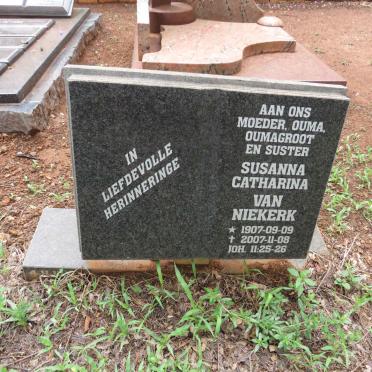 IN
LIEFDEVOLLE
HERINNERINGE
AAN ONS
MOEDER, OUMA,
OUMAGROOT
EN SUSTER
SUSANNA
CATHARINA
VAN
NIEKERK
★ 1907-09-09
✝ 2007-11-08
JOH. 11:25-26